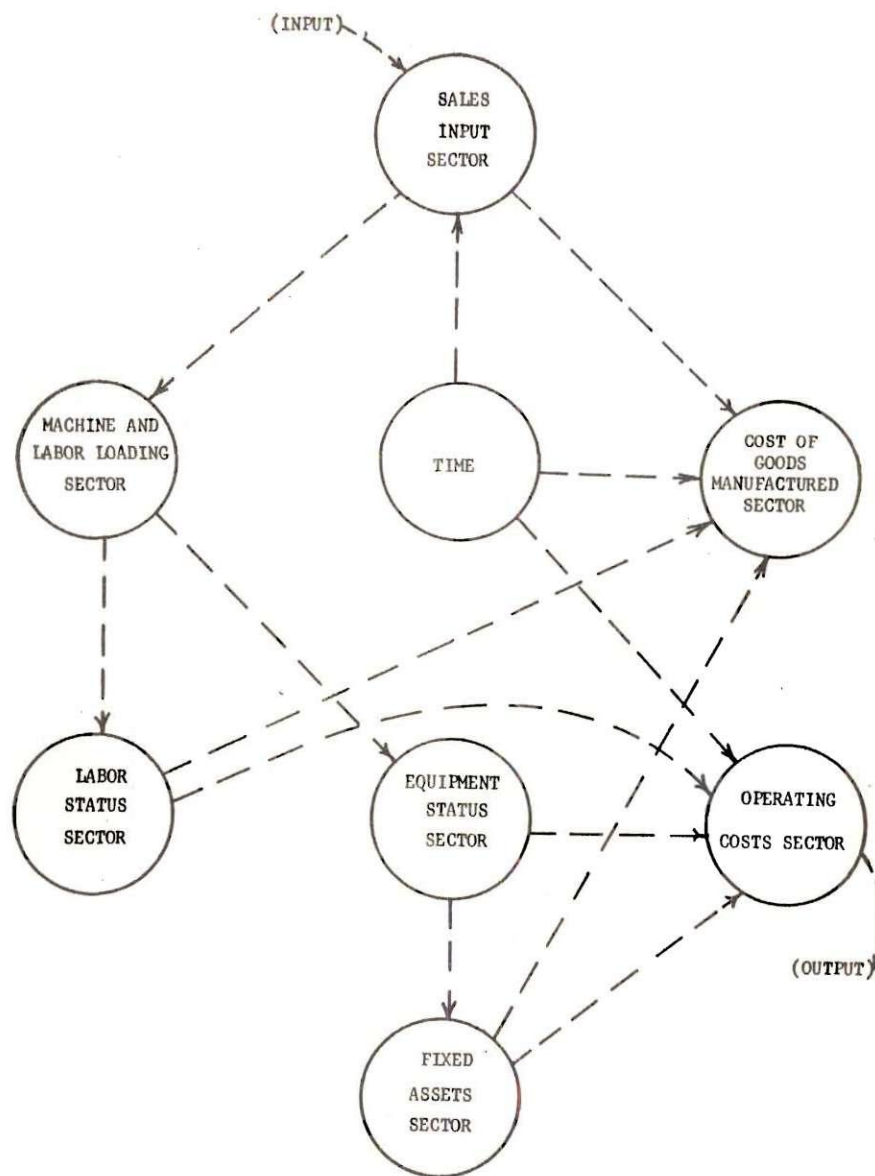 (INPUT)
SALES
INPUT
SECTOR
MACHINE AND
LABOR LOADING
SECTOR
TIME
COST OF
GOODS
MANUFACTURED
SECTOR
LABOR
STATUS
SECTOR
EQUIPMENT
STATUS
SECTOR
OPERATING
COSTS SECTOR
(OUTPUT)
FIXED
ASSETS
SECTOR